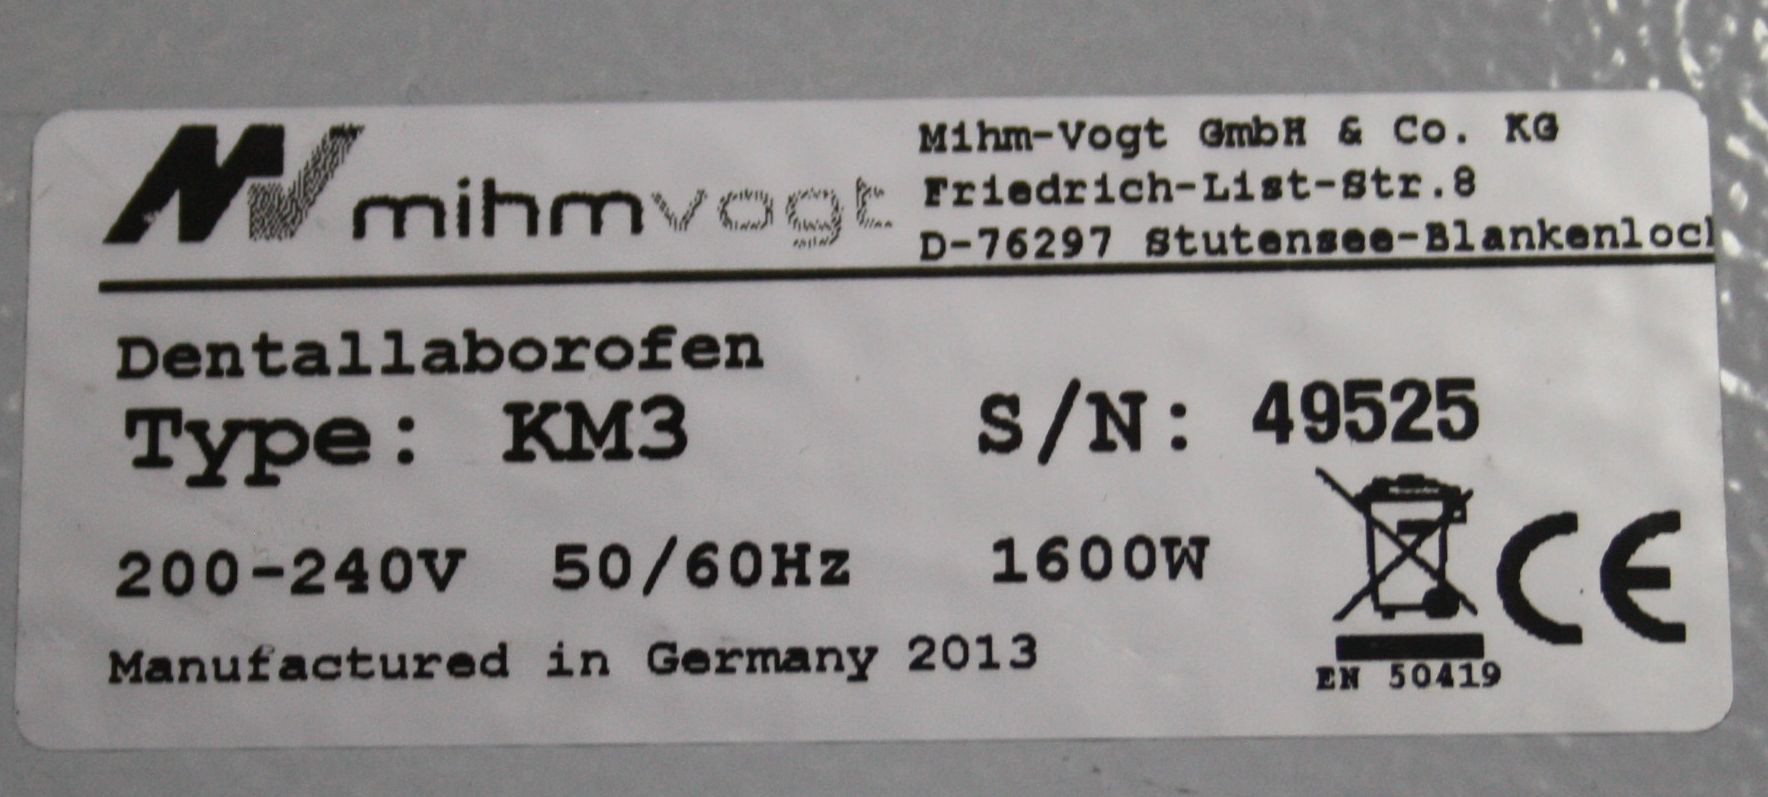 mihmvogt
Mihm-Vogt GmbH & Co. KG
Friedrich-List-Str.8
D-76297 Stutensee-Blankenloch
Dentallaborofen
Type: KM3 S/N: 49525
200-240V 50/60Hz 1600W
Manufactured in Germany 2013
EN 50419
CE